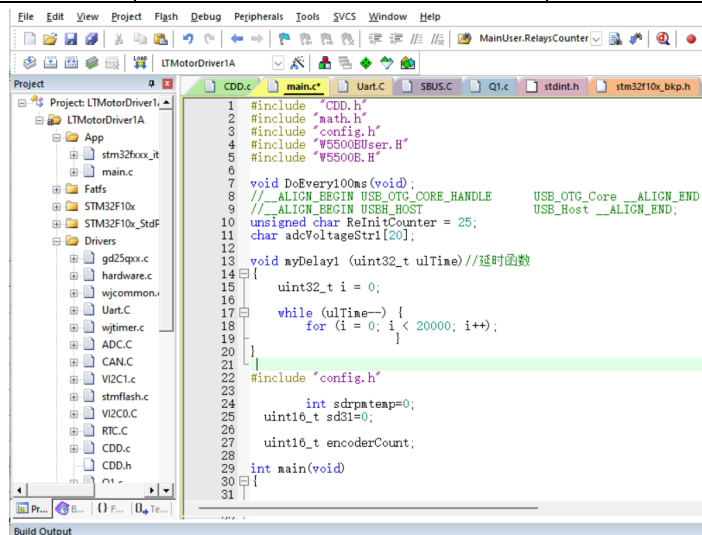 File Edit View Project Flash Debug Peripherals Tools SVCS Window Help
MainUser.RelaysCounter
LOAD LTMotorDriver1A
Project
CDD.c main.c* Uart.C SBUS.C Q1.c stdint.h stm32f10x_bkp.h
Project: LTMotorDriver1
LTMotorDriver1A
App
stm32fxxx_it
main.c
Fatfs
STM32F10x
STM32F10x_StdP
Drivers
gd25qxx.c
hardware.c
wjcommon.
Uart.C
wjtimer.c
ADC.C
CAN.C
VI2C1.c
stmflash.c
VI2C0.C
RTC.C
CDD.c
CDD.h
Q1.c
Pr... B... {} F... Te...
1 #include "CDD.h"
2 #include "math.h"
3 #include "config.h"
4 #include "W5500BUser.H"
5 #include "W5500B.H"
6
7 void DoEvery100ms(void);
8 //__ALIGN_BEGIN USB_OTG_CORE_HANDLE USB_OTG_Core __ALIGN_END
9 //__ALIGN_BEGIN USBH_HOST USB_Host __ALIGN_END;
10 unsigned char ReInitCounter = 25;
11 char adcVoltageStr1[20];
12
13 void myDelay1 (uint32_t ulTime)//延时函数
14 {
15 uint32_t i = 0;
16
17 while (ulTime--) {
18 for (i = 0; i < 20000; i++);
19 }
20 }
21
22 #include "config.h"
23
24 int sdrpmtemp=0;
25 uint16_t sd31=0;
26
27 uint16_t encoderCount;
28
29 int main(void)
30 {
31
Build Output